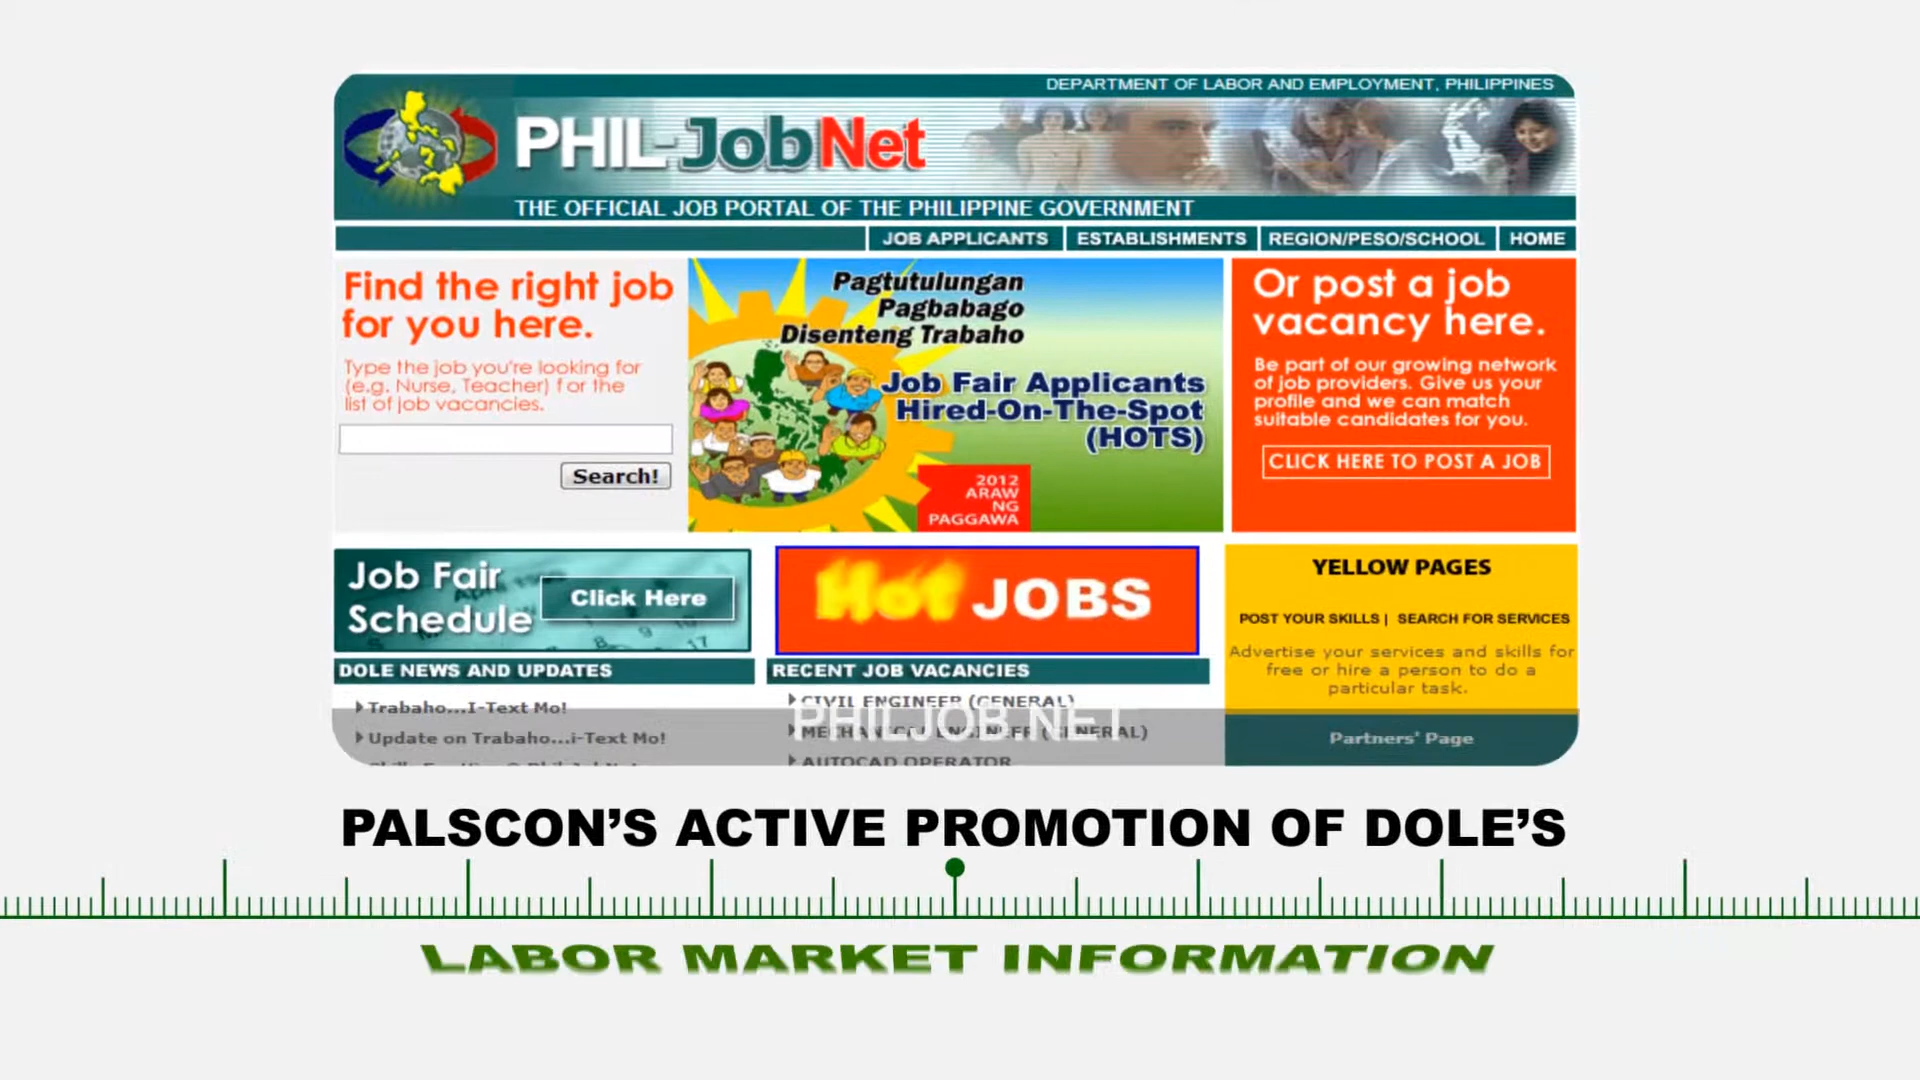 DEPARTMENT OF LABOR AND EMPLOYMENT, PHILIPPINES
PHIL-JobNet
THE OFFICIAL JOB PORTAL OF THE PHILIPPINE GOVERNMENT
JOB APPLICANTS ESTABLISHMENTS REGION/PESO/SCHOOL HOME
Find the right job
for you here.
Type the job you're looking for
(e.g. Nurse, Teacher) for the
list of job vacancies.
Search!
Pagtutulungan
Pagbabago
Disenteng Trabaho
Job Fair Applicants
Hired-On-The-Spot
(HOTS)
2012
ARAW
NG
PAGGAWA
Or post a job
vacancy here.
Be part of our growing network
of job providers. Give us your
profile and we can match
suitable candidates for you.
CLICK HERE TO POST A JOB
Job Fair
Schedule
Click Here
Hot JOBS
YELLOW PAGES
POST YOUR SKILLS | SEARCH FOR SERVICES
Advertise your services and skills for
free or hire a person to do a
particular task.
Partners' Page
DOLE NEWS AND UPDATES
Trabaho...I-Text Mo!
Update on Trabaho...i-Text Mo!
RECENT JOB VACANCIES
CIVIL ENGINEER (GENERAL)
MECHANICAL ENGINEER (GENERAL)
AUTOCAD OPERATOR
PHILJOB.NET
PALSCON'S ACTIVE PROMOTION OF DOLE'S
LABOR MARKET INFORMATION